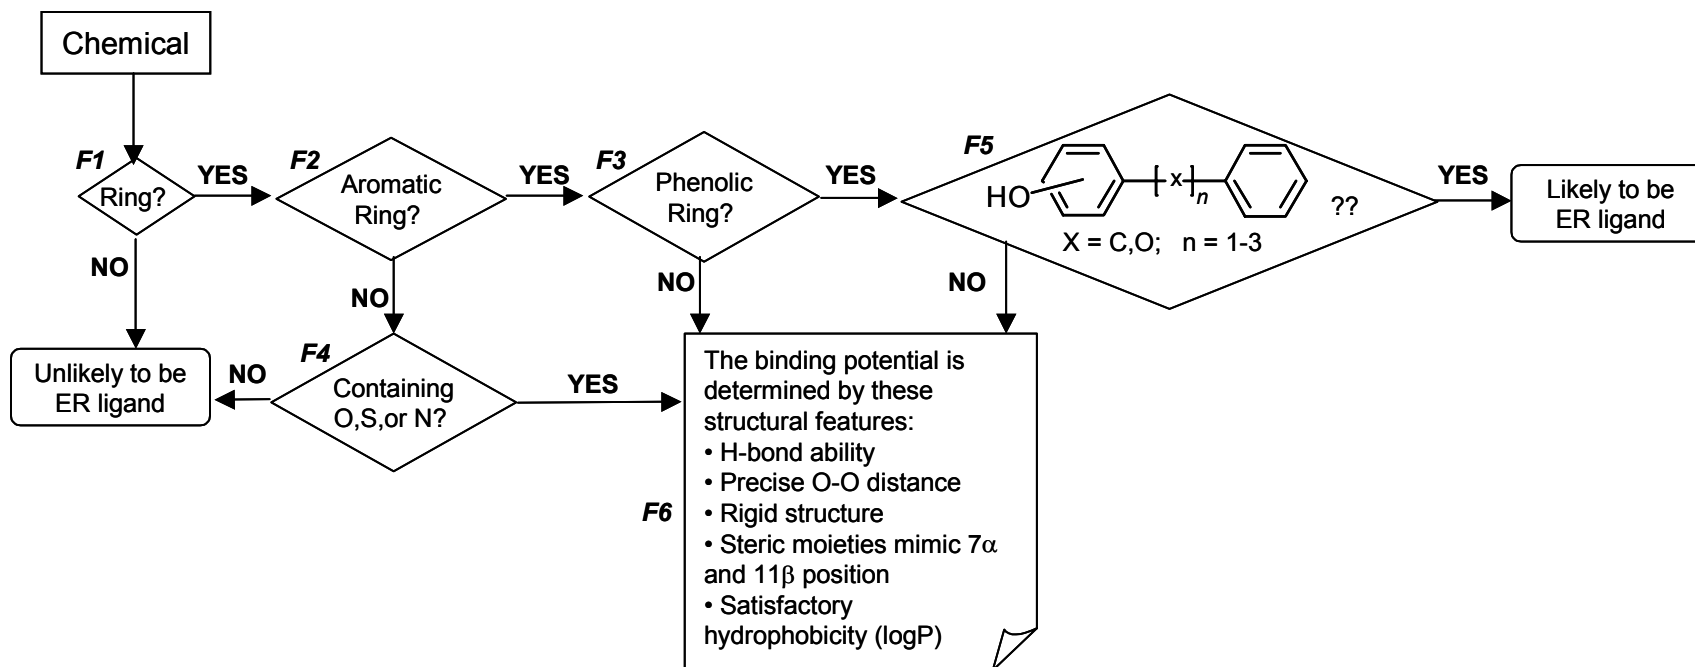 Chemical
F1
Ring?
YES
NO
Unlikely to be
ER ligand
F2
Aromatic
Ring?
YES
NO
F4
Containing
O,S,or N?
NO
YES
F3
Phenolic
Ring?
YES
NO
F5
HO
[x]n
??
X = C,O; n = 1-3
YES
NO
Likely to be
ER ligand
F6
The binding potential is
determined by these
structural features:
• H-bond ability
• Precise O-O distance
• Rigid structure
• Steric moieties mimic 7α
and 11β position
• Satisfactory
hydrophobicity (logP)